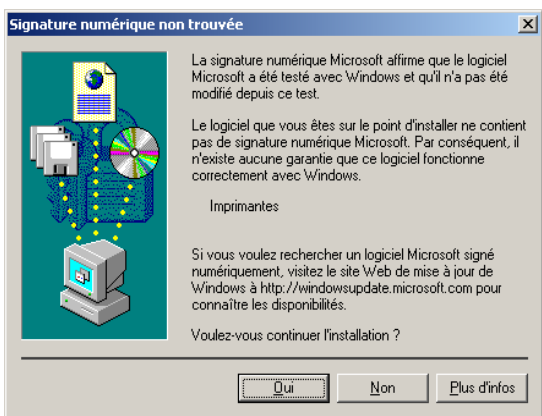 Signature numérique non trouvée
La signature numérique Microsoft affirme que le logiciel
Microsoft a été testé avec Windows et qu'il n'a pas été
modifié depuis ce test.
Le logiciel que vous êtes sur le point d'installer ne contient
pas de signature numérique Microsoft. Par conséquent, il
n'existe aucune garantie que ce logiciel fonctionne
correctement avec Windows.
Imprimantes
Si vous voulez rechercher un logiciel Microsoft signé
numériquement, visitez le site Web de mise à jour de
Windows à http://windowsupdate.microsoft.com pour
connaître les disponibilités.
Voulez-vous continuer l'installation ?
Oui Non Plus d'infos